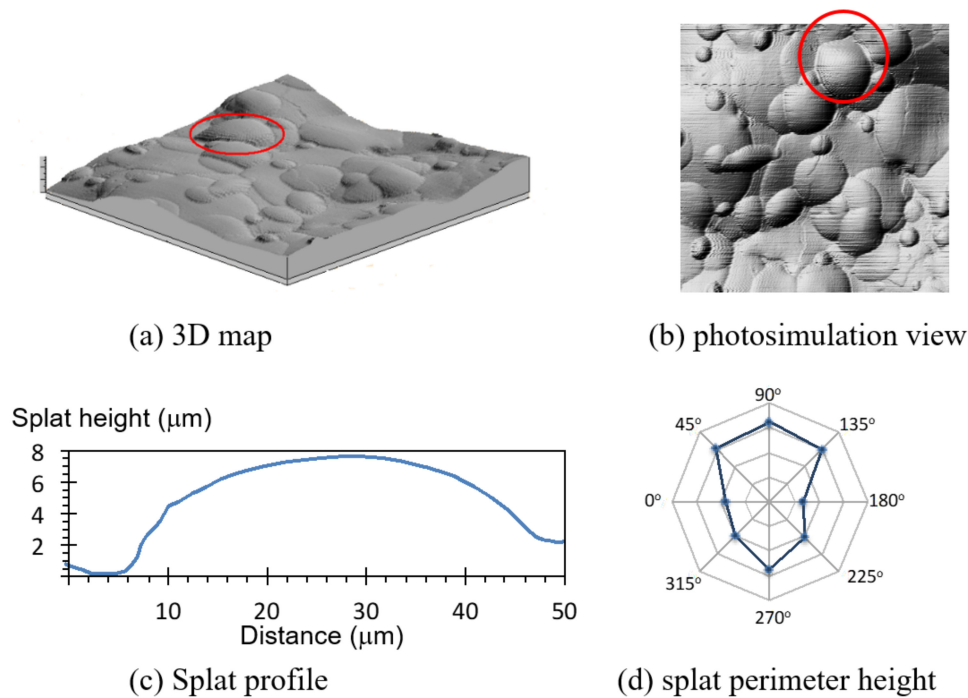 (a) 3D map
(b) photosimulation view
Splat height (μm)
8
6
4
2
10
20
30
40
50
Distance (μm)
(c) Splat profile
90°
45°
135°
0°
180°
315°
225°
270°
(d) splat perimeter height